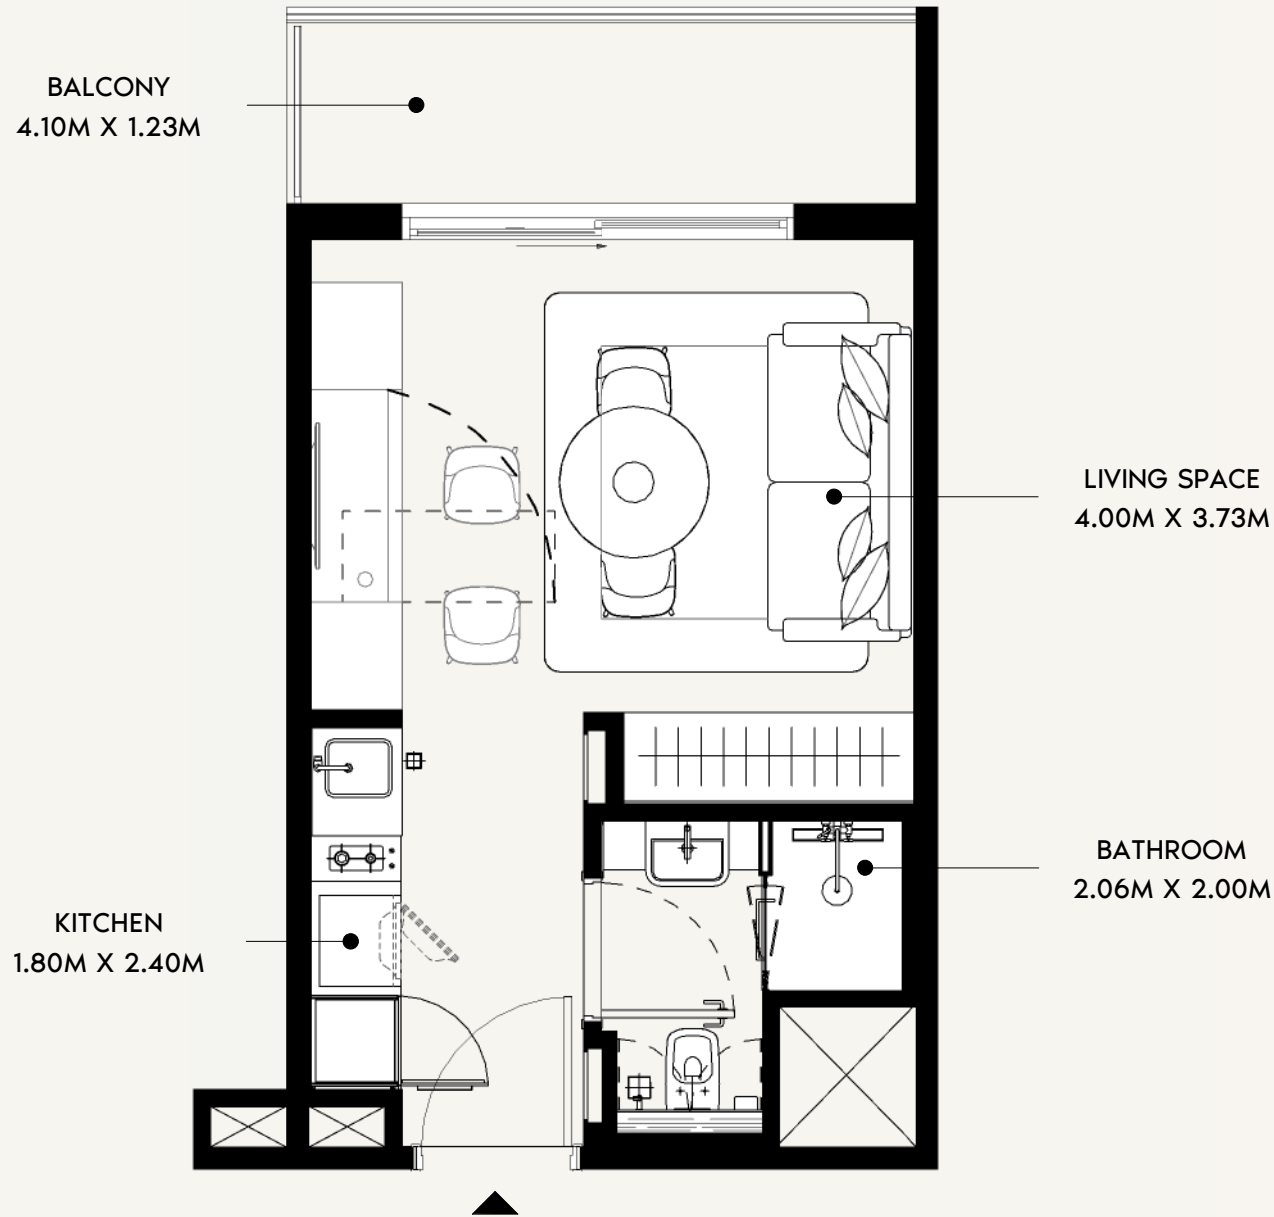 BALCONY
4.10M X 1.23M
LIVING SPACE
4.00M X 3.73M
BATHROOM
2.06M X 2.00M
KITCHEN
1.80M X 2.40M